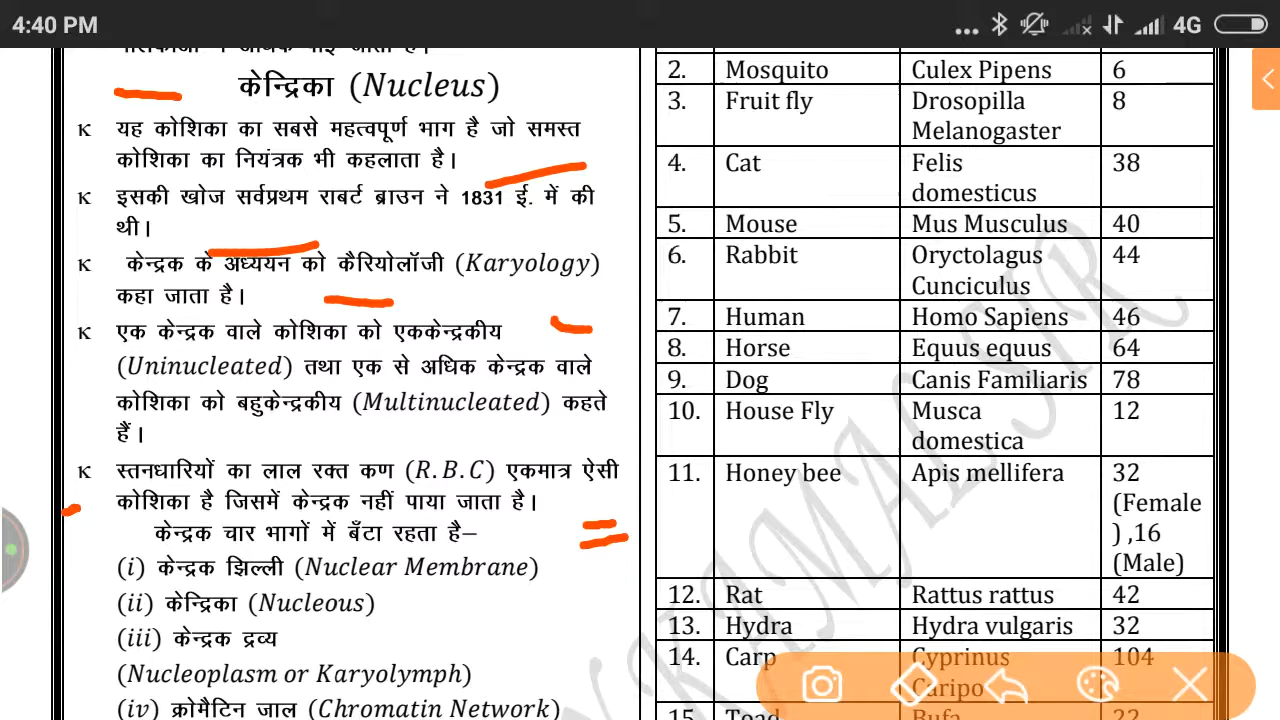 4:40 PM
4G
केन्द्रिका (Nucleus)
κ यह कोशिका का सबसे महत्वपूर्ण भाग है जो समस्त
कोशिका का नियंत्रक भी कहलाता है।
κ इसकी खोज सर्वप्रथम राबर्ट ब्राउन ने 1831 ई. में की
थी।
κ केन्द्रक के अध्ययन को कैरियोलॉजी (Karyology)
कहा जाता है।
κ एक केन्द्रक वाले कोशिका को एककेन्द्रकीय
(Uninucleated) तथा एक से अधिक केन्द्रक वाले
कोशिका को बहुकेन्द्रकीय (Multinucleated) कहते
हैं।
κ स्तनधारियों का लाल रक्त कण (R.B.C) एकमात्र ऐसी
कोशिका है जिसमें केन्द्रक नहीं पाया जाता है।
केन्द्रक चार भागों में बँटा रहता है–
(i) केन्द्रक झिल्ली (Nuclear Membrane)
(ii) केन्द्रिका (Nucleous)
(iii) केन्द्रक द्रव्य
(Nucleoplasm or Karyolymph)
(iv) क्रोमैटिन जाल (Chromatin Network)
2. Mosquito Culex Pipens 6
3. Fruit fly Drosopilla 8
Melanogaster
4. Cat Felis 38
domesticus
5. Mouse Mus Musculus 40
6. Rabbit Oryctolagus 44
Cunciculus
7. Human Homo Sapiens 46
8. Horse Equus equus 64
9. Dog Canis Familiaris 78
10. House Fly Musca 12
domestica
11. Honey bee Apis mellifera 32
(Female
) ,16
(Male)
12. Rat Rattus rattus 42
13. Hydra Hydra vulgaris 32
14. Carp Cyprinus 104
Caripo
15. Toad Bufa 22
KAMAL SIR